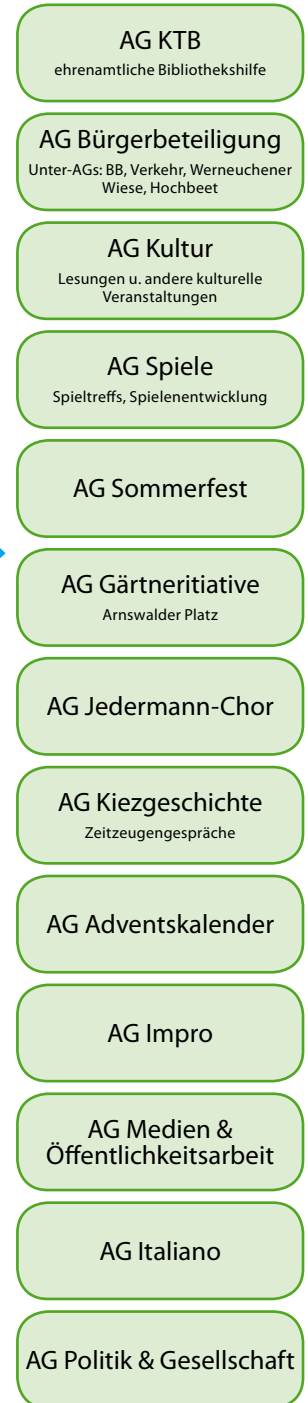 AG KTB
ehrenamtliche Bibliothekshilfe
AG Bürgerbeteiligung
Unter-AGs: BB, Verkehr, Werneuchener
Wiese, Hochbeet
AG Kultur
Lesungen u. andere kulturelle
Veranstaltungen
AG Spiele
Spieltreffs, Spielenentwicklung
AG Sommerfest
AG Gärtneritiative
Arnswalder Platz
AG Jedermann-Chor
AG Kiezgeschichte
Zeitzeugengespräche
AG Adventskalender
AG Impro
AG Medien &
Öffentlichkeitsarbeit
AG Italiano
AG Politik & Gesellschaft